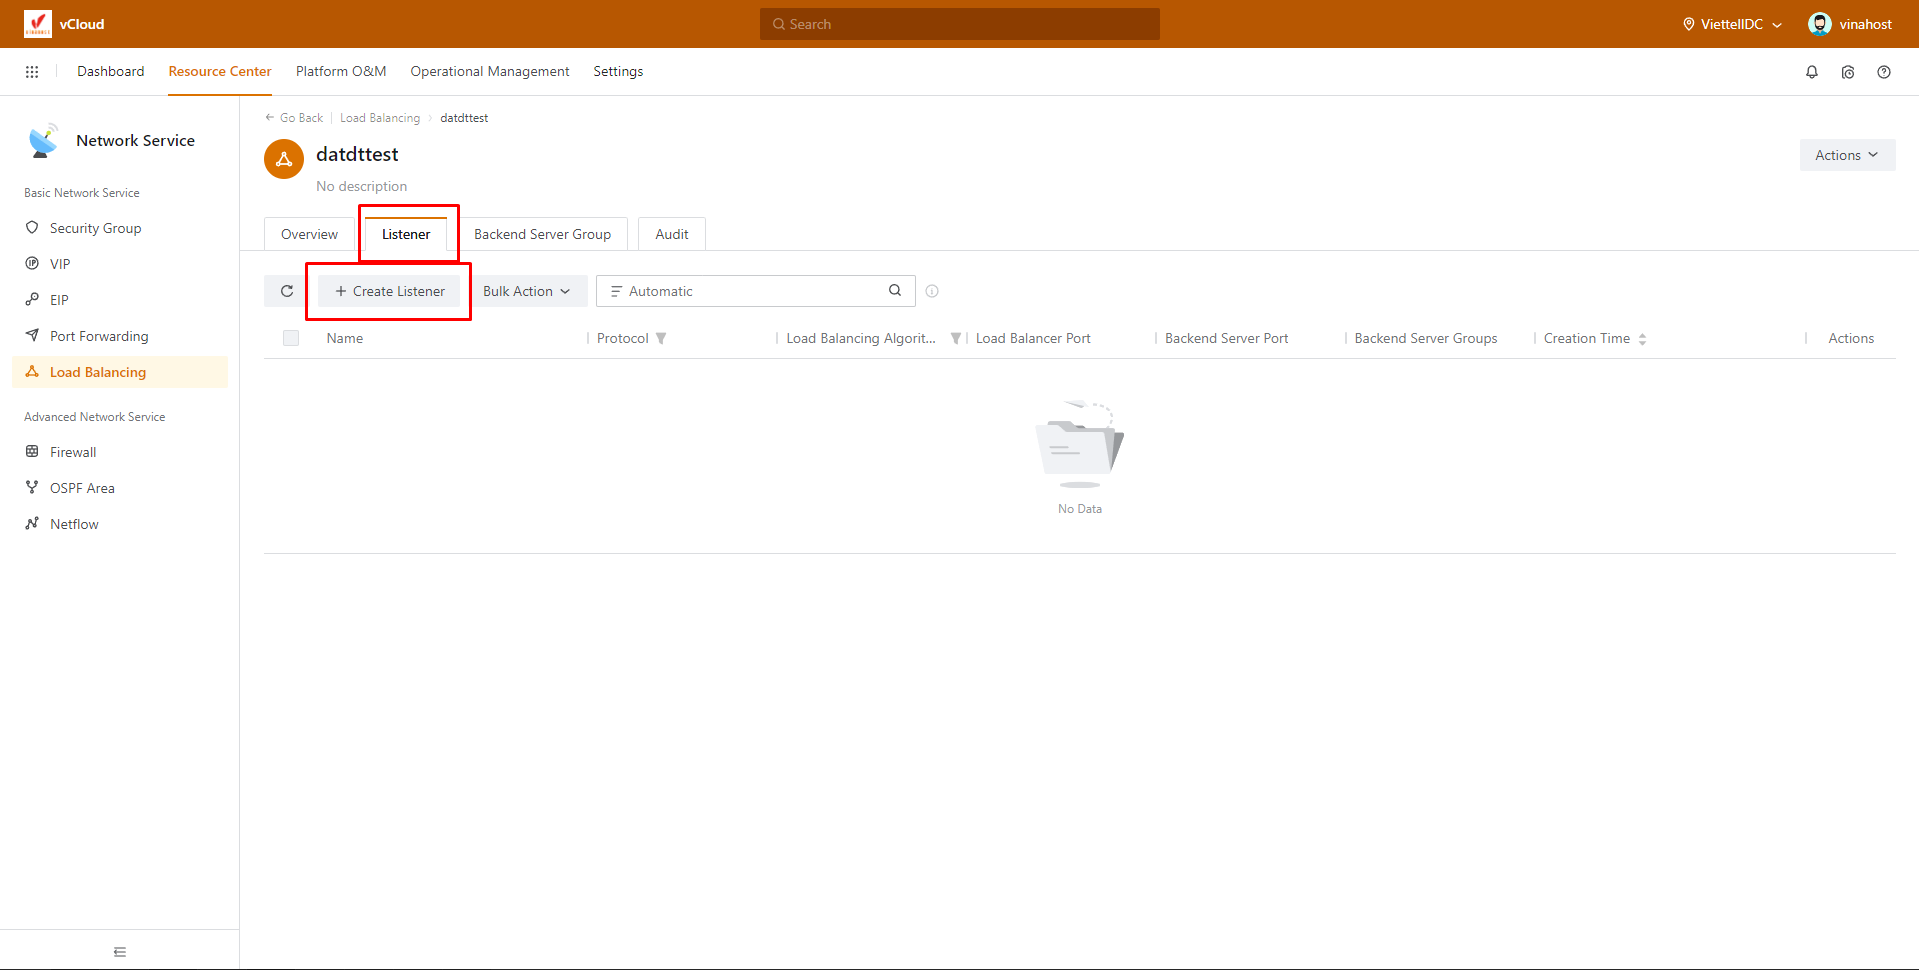 vCloud
Search
ViettelIDC
vinahost
Dashboard
Resource Center
Platform O&M
Operational Management
Settings
Network Service
Basic Network Service
Security Group
VIP
EIP
Port Forwarding
Load Balancing
Advanced Network Service
Firewall
OSPF Area
Netflow
Go Back
Load Balancing
datdttest
datdttest
No description
Actions
Overview
Listener
Backend Server Group
Audit
+ Create Listener
Bulk Action
Automatic
Name
Protocol
Load Balancing Algorit...
Load Balancer Port
Backend Server Port
Backend Server Groups
Creation Time
Actions
No Data